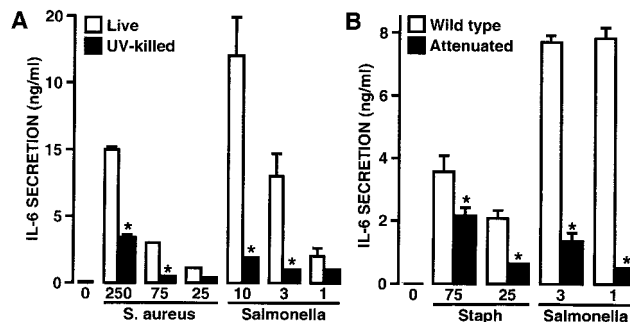 A
Live
UV-killed
IL-6 SECRETION (ng/ml)
20
10
15
5
0
*
*
*
*
0
250
75
25
10
3
1
S. aureus
Salmonella
B
Wild type
Attenuated
IL-6 SECRETION (ng/ml)
8
6
4
2
0
*
*
*
*
0
75
25
3
1
Staph
Salmonella